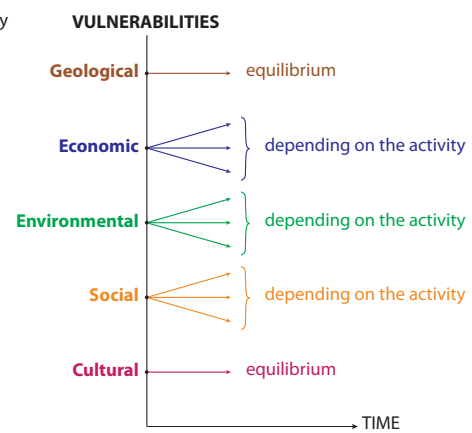 y
VULNERABILITIES
Geological equilibrium
Economic depending on the activity
Environmental depending on the activity
Social depending on the activity
Cultural equilibrium
TIME